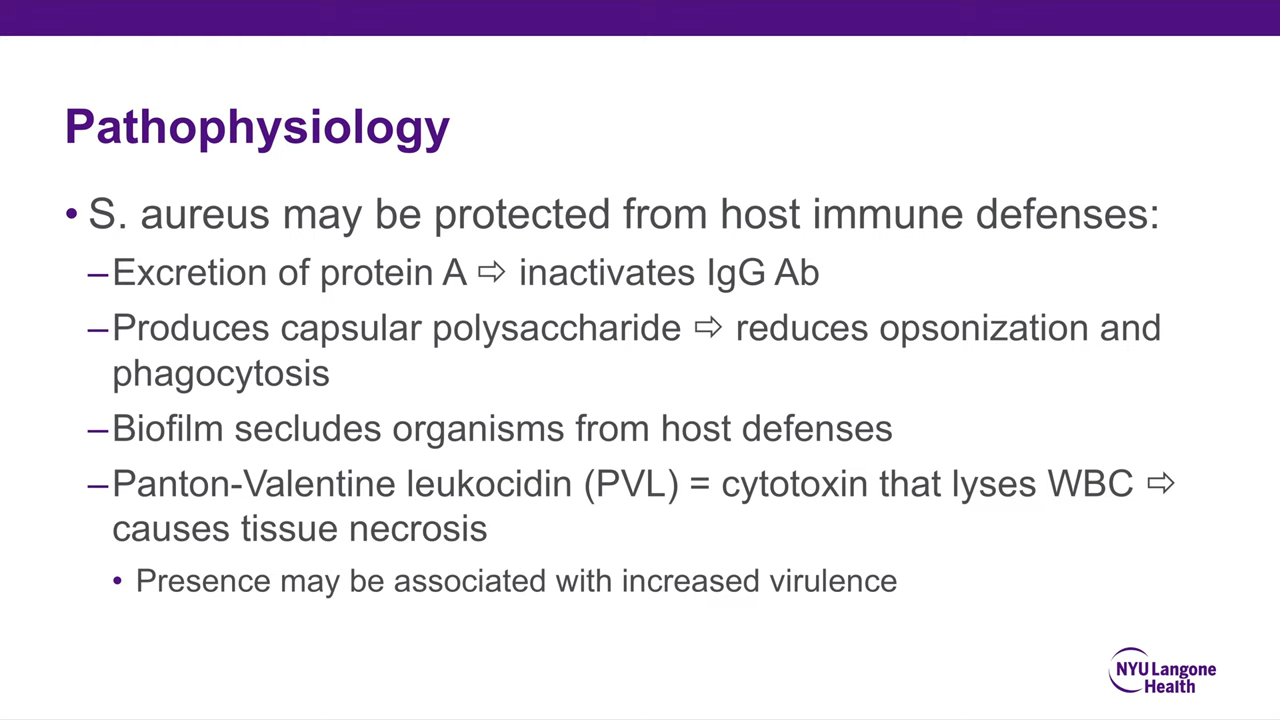 Pathophysiology
• S. aureus may be protected from host immune defenses:
–Excretion of protein A ⇨ inactivates IgG Ab
–Produces capsular polysaccharide ⇨ reduces opsonization and
phagocytosis
–Biofilm secludes organisms from host defenses
–Panton-Valentine leukocidin (PVL) = cytotoxin that lyses WBC ⇨
causes tissue necrosis
• Presence may be associated with increased virulence
NYU Langone
Health